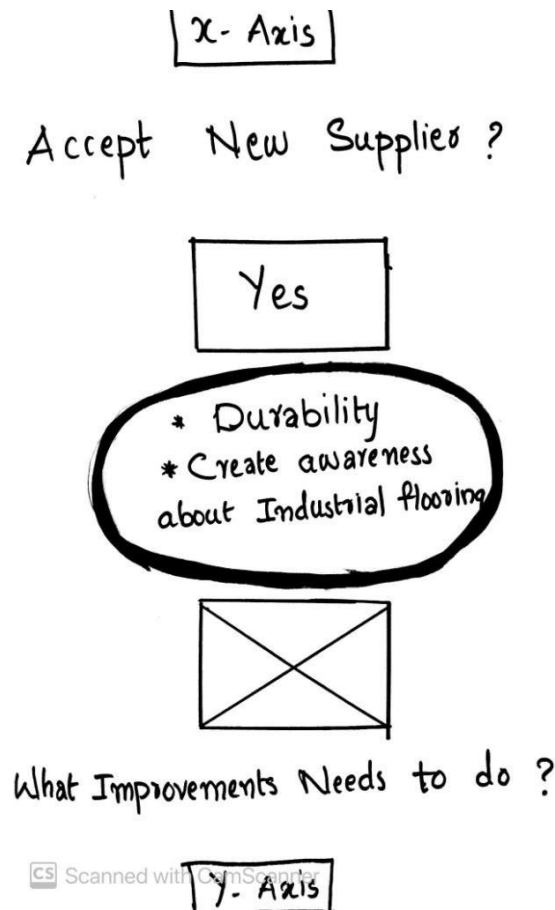 x- Axis
Accept New Supplier ?
Yes
* Durability
* Create awareness
about Industrial flooring
What Improvements Needs to do ?
CS Scanned with CamScanner
y- Axis